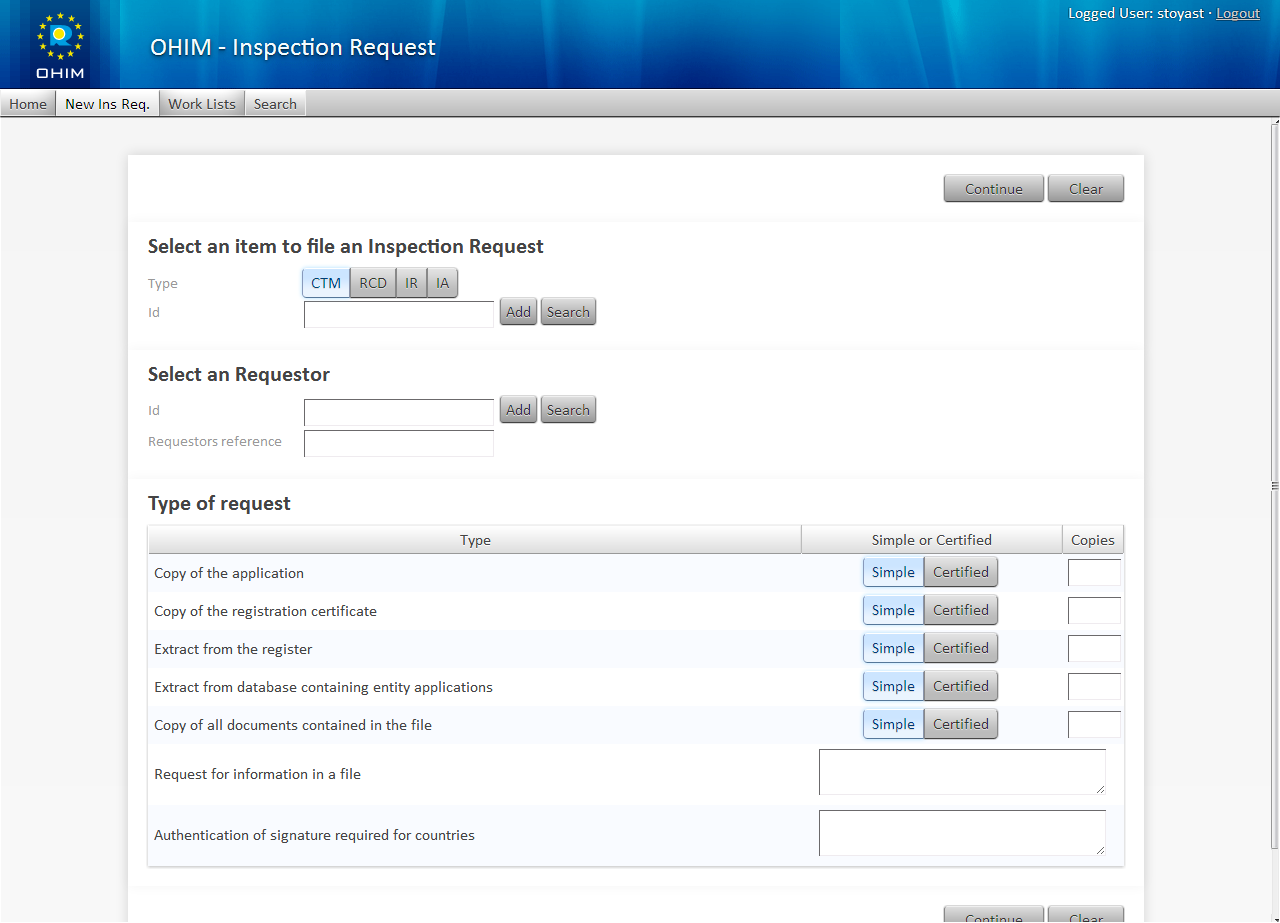 Logged User: stoyast · Logout
R
OHIM
OHIM - Inspection Request
Home New Ins Req. Work Lists Search
Continue Clear
Select an item to file an Inspection Request
Type CTM RCD IR IA
Id Add Search
Select an Requestor
Id Add Search
Requestors reference
Type of request
Type Simple or Certified Copies
Copy of the application Simple Certified
Copy of the registration certificate Simple Certified
Extract from the register Simple Certified
Extract from database containing entity applications Simple Certified
Copy of all documents contained in the file Simple Certified
Request for information in a file
Authentication of signature required for countries
Continue Clear